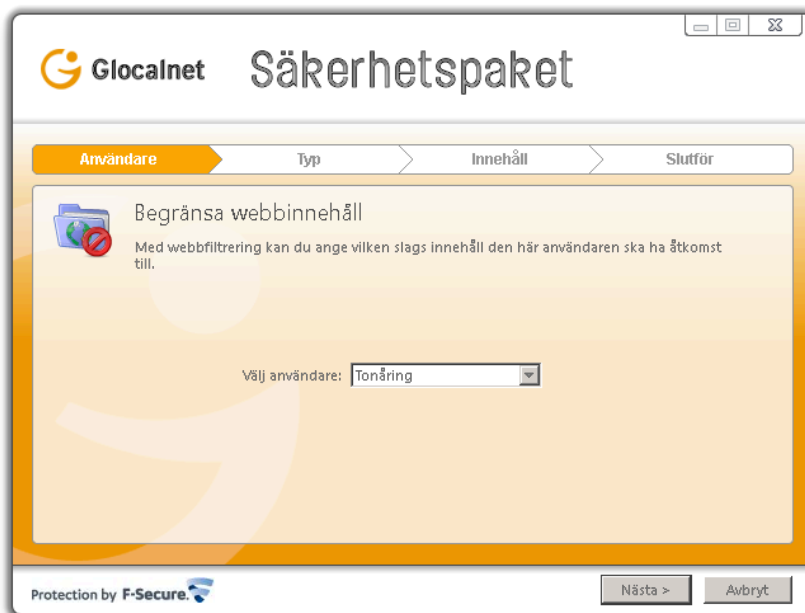 Glocalnet Säkerhetspaket
Användare Typ Innehåll Slutför
Begränsa webbinnehåll
Med webbfiltrering kan du ange vilken slags innehåll den här användaren ska ha åtkomst
till.
Välj användare: Tonåring
Protection by F-Secure. Nästa > Avbryt